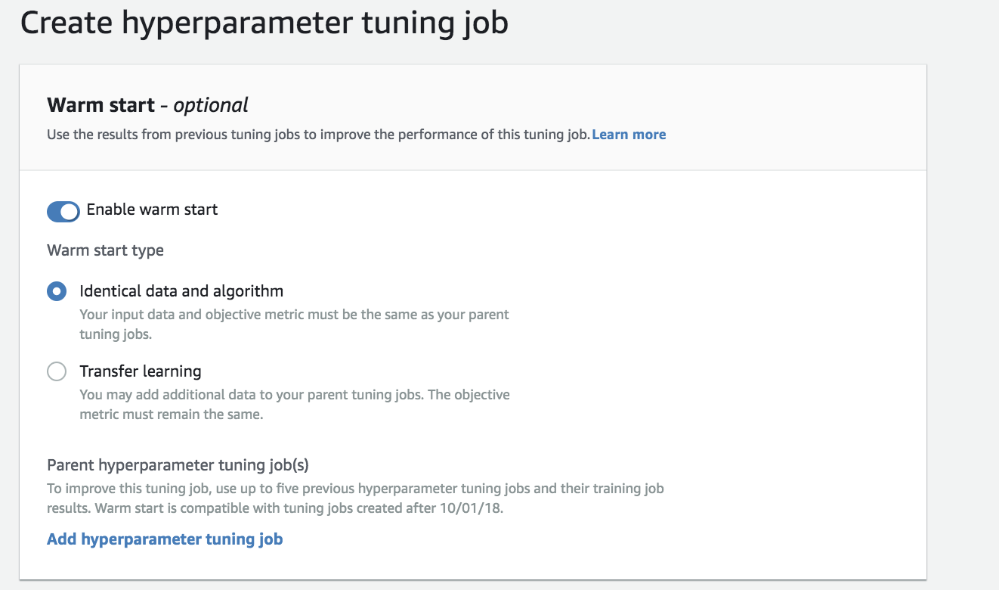 Create hyperparameter tuning job
Warm start - optional
Use the results from previous tuning jobs to improve the performance of this tuning job. Learn more
Enable warm start
Warm start type
Identical data and algorithm
Your input data and objective metric must be the same as your parent
tuning jobs.
Transfer learning
You may add additional data to your parent tuning jobs. The objective
metric must remain the same.
Parent hyperparameter tuning job(s)
To improve this tuning job, use up to five previous hyperparameter tuning jobs and their training job
results. Warm start is compatible with tuning jobs created after 10/01/18.
Add hyperparameter tuning job